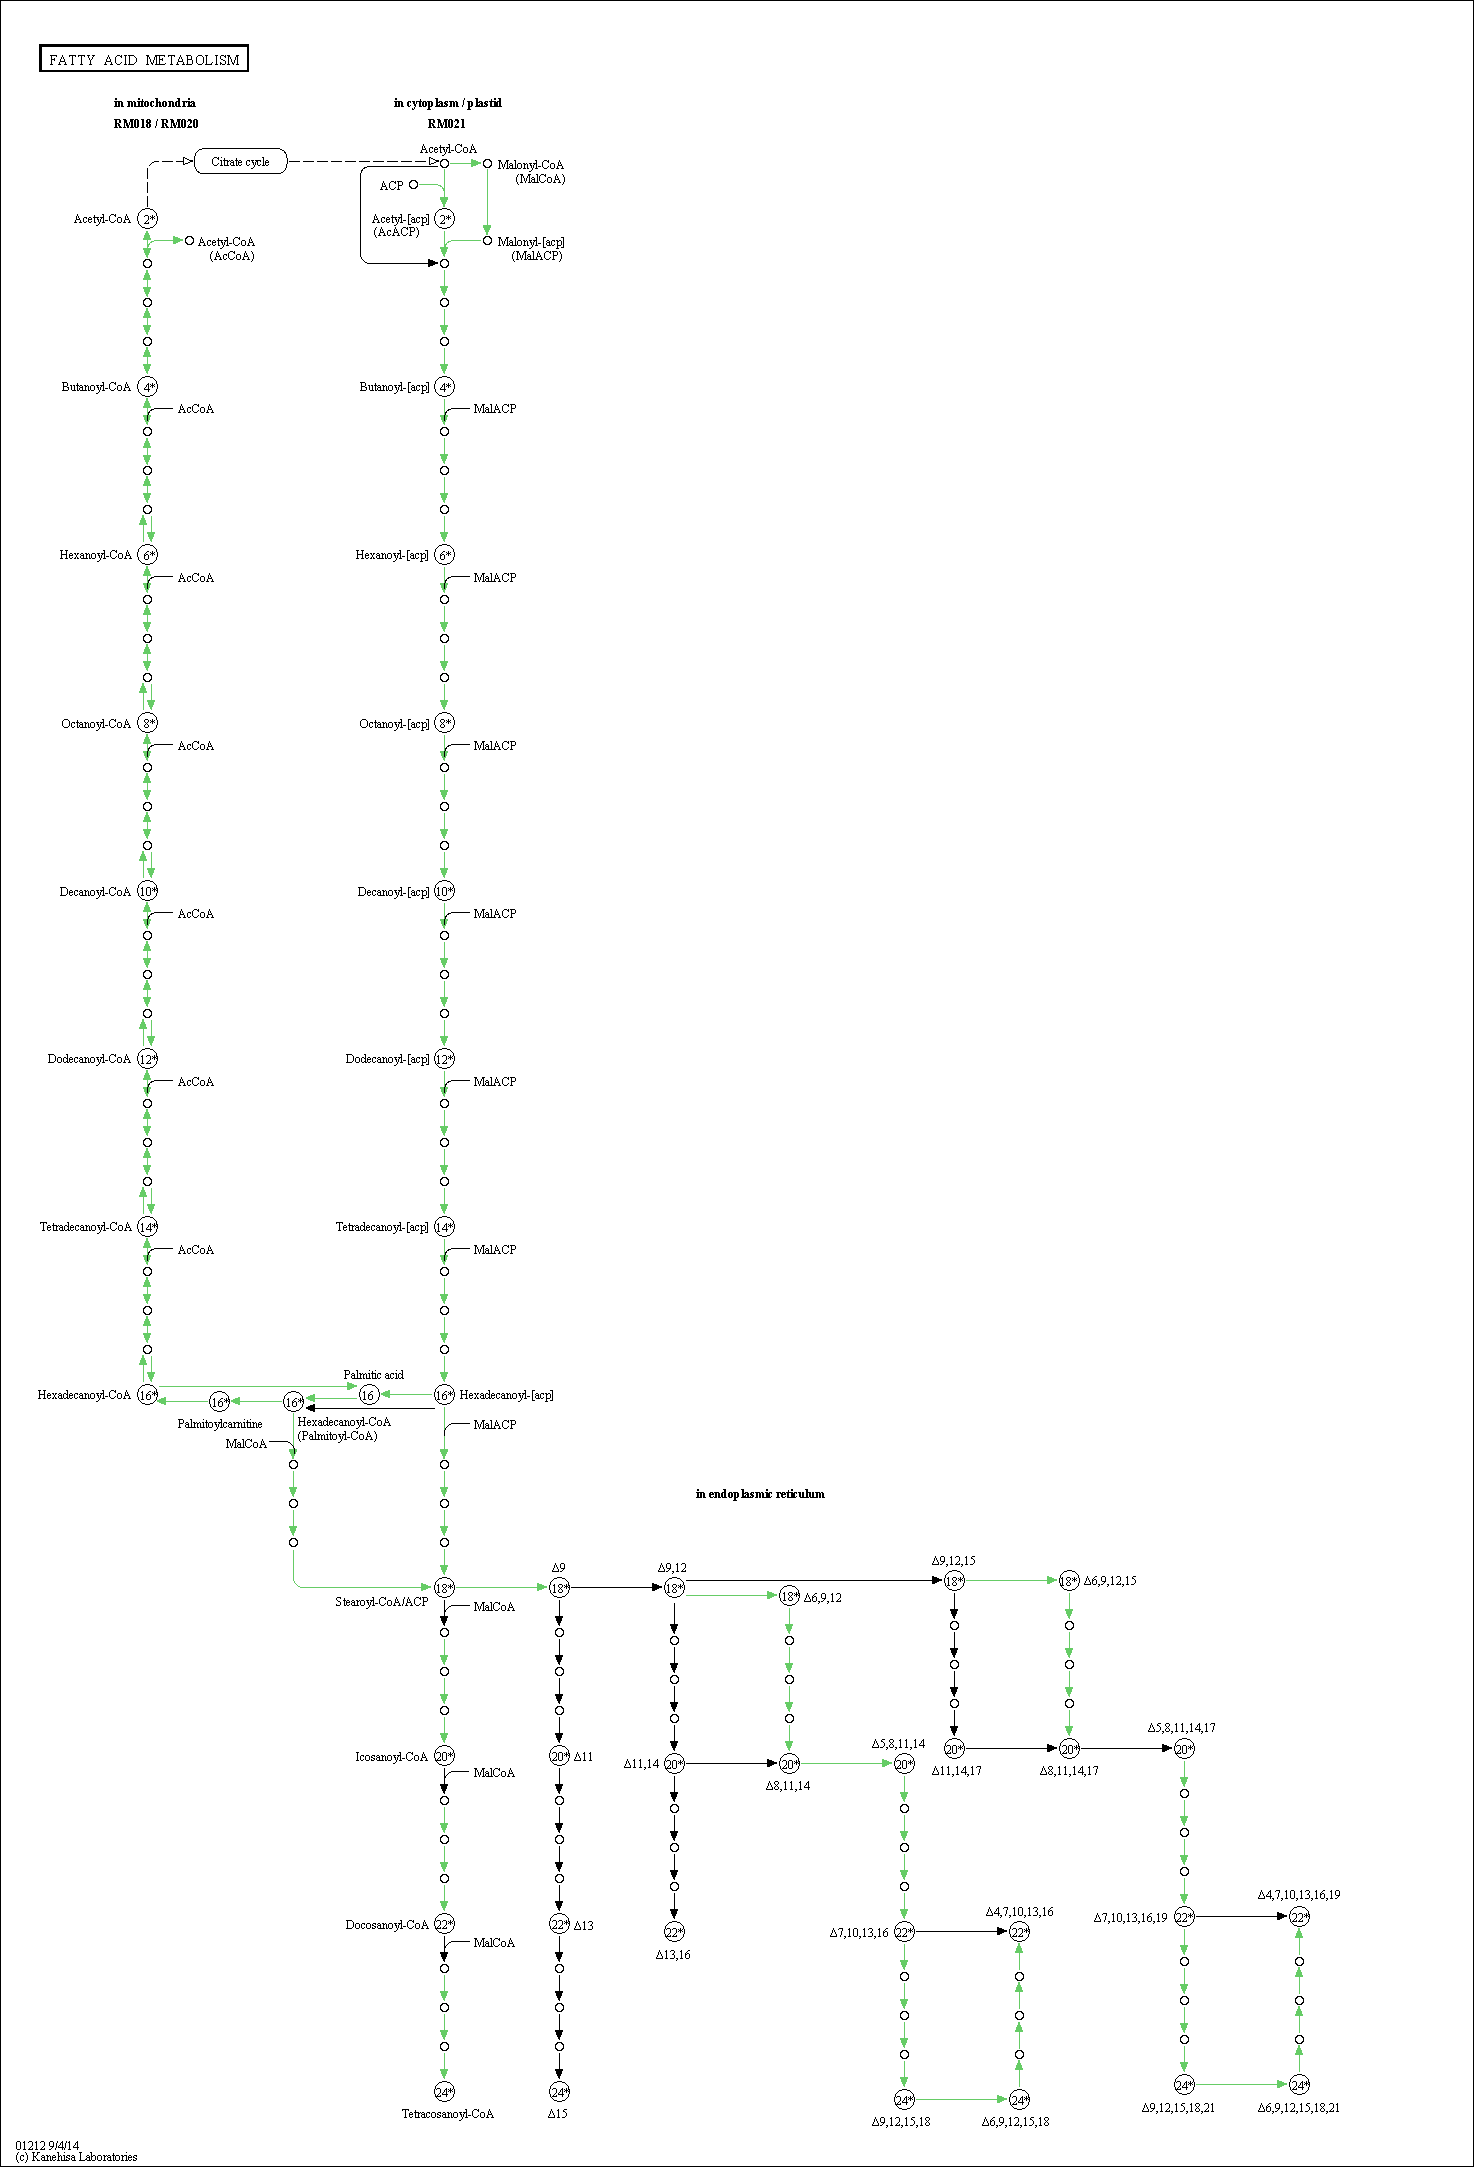 FATTY ACID METABOLISM
in mitochondria
RM018 / RM020
in cytoplasm / plastid
RM021
Citrate cycle
Acetyl-CoA
Malonyl-CoA
(MalCoA)
ACP
Acetyl-CoA
2*
Acetyl-[acp]
(AcACP)
2*
Acetyl-CoA
(AcCoA)
Malonyl-[acp]
(MalACP)
Butanoyl-CoA
4*
Butanoyl-[acp]
4*
AcCoA
MalACP
Hexanoyl-CoA
6*
Hexanoyl-[acp]
6*
AcCoA
MalACP
Octanoyl-CoA
8*
Octanoyl-[acp]
8*
AcCoA
MalACP
Decanoyl-CoA
10*
Decanoyl-[acp]
10*
AcCoA
MalACP
Dodecanoyl-CoA
12*
Dodecanoyl-[acp]
12*
AcCoA
MalACP
Tetradecanoyl-CoA
14*
Tetradecanoyl-[acp]
14*
AcCoA
MalACP
Palmitic acid
Hexadecanoyl-CoA
16*
16*
16*
16
16*
Hexadecanoyl-[acp]
Palmitoylcarnitine
Hexadecanoyl-CoA
(Palmitoyl-CoA)
MalACP
MalCoA
in endoplasmic reticulum
Δ9
Δ9,12
Δ9,12,15
18*
18*
18*
18*
Δ6,9,12
18*
18*
Δ6,9,12,15
Stearoyl-CoA/ACP
MalCoA
Δ5,8,11,14,17
Δ5,8,11,14
Icosanoyl-CoA
20*
20*
Δ11
Δ11,14
20*
20*
20*
20*
20*
20*
Δ11,14,17
Δ8,11,14,17
MalCoA
Δ8,11,14
Δ4,7,10,13,16,19
Δ4,7,10,13,16
Docosanoyl-CoA
22*
22*
Δ13
22*
Δ7,10,13,16
22*
22*
Δ7,10,13,16,19
22*
22*
MalCoA
Δ13,16
24*
24*
24*
24*
24*
24*
Tetracosanoyl-CoA
Δ15
Δ9,12,15,18
Δ6,9,12,15,18
Δ9,12,15,18,21
Δ6,9,12,15,18,21
01212 9/4/14
(c) Kanehisa Laboratories